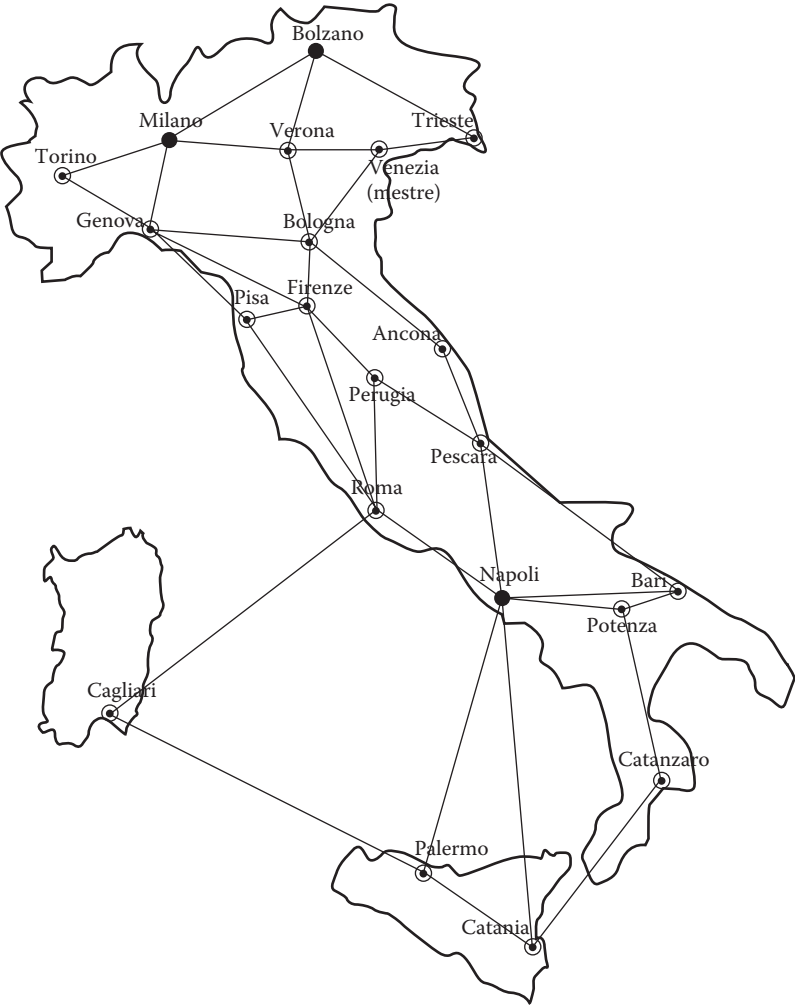 Bolzano
Milano
Verona
Trieste
Torino
Venezia
(mestre)
Genova
Bologna
Firenze
Pisa
Ancona
Perugia
Pescara
Roma
Napoli
Bari
Potenza
Cagliari
Catanzaro
Palermo
Catania